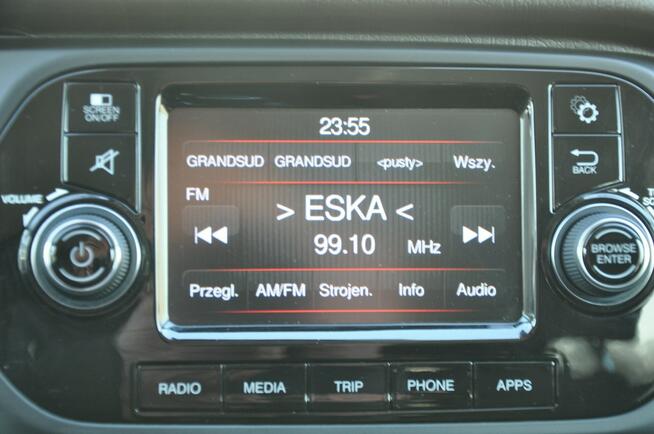 23:55
SCREEN
ON/OFF
GRANDSUD GRANDSUD <pusty> Wszy.
FM
> ESKA <
99.10 MHz
VOLUME
BACK
BROWSE
ENTER
Przegl. AM/FM Strojen. Info Audio
RADIO MEDIA TRIP PHONE APPS